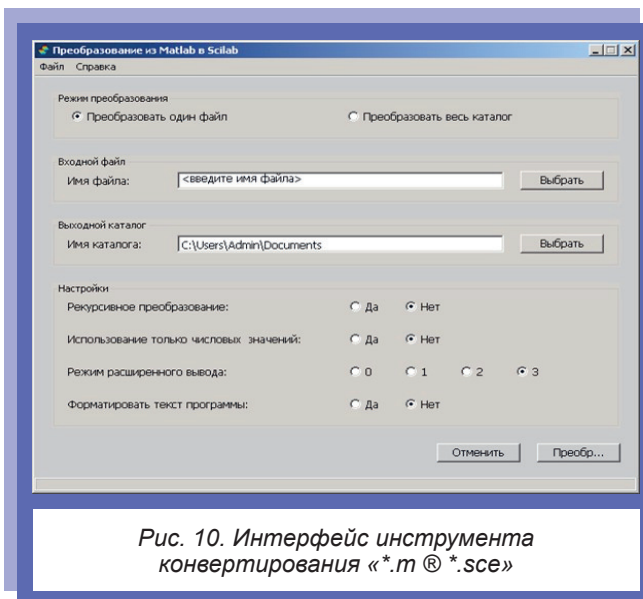 Преобразование из Matlab в Scilab
Файл Справка
Режим преобразования
Преобразовать один файл Преобразовать весь каталог
Входной файл
Имя файла: <введите имя файла> Выбрать
Выходной каталог
Имя каталога: C:\Users\Admin\Documents Выбрать
Настройки
Рекурсивное преобразование: Да Нет
Использование только числовых значений: Да Нет
Режим расширенного вывода: 0 1 2 3
Форматировать текст программы: Да Нет
Отменить Преобр...
Рис. 10. Интерфейс инструмента
конвертирования «*.m ® *.sce»